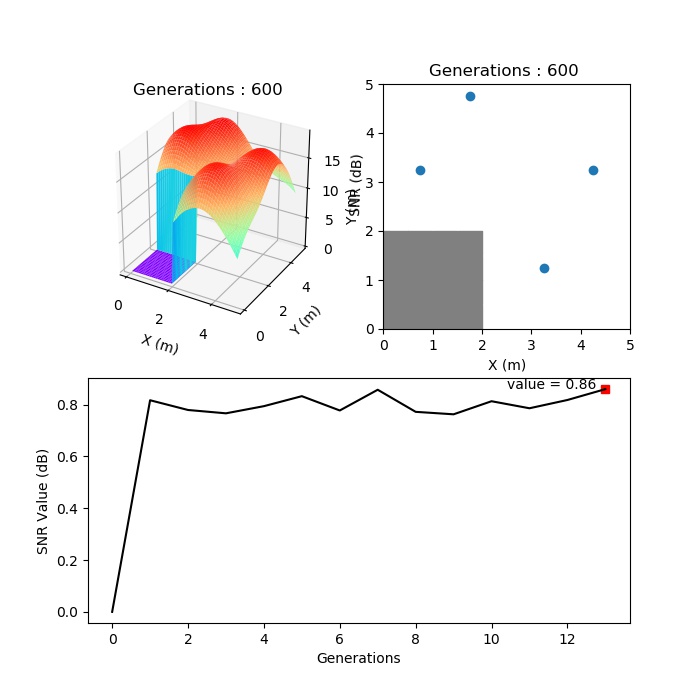 Generations : 600
15
10
5
0
SNR (dB)
0
2
4
X (m)
0
2
4
Y (m)
Generations : 600
5
4
3
2
1
0
Y (m)
0 1 2 3 4 5
X (m)
value = 0.86
0.8
0.6
0.4
0.2
0.0
SNR Value (dB)
0 2 4 6 8 10 12
Generations